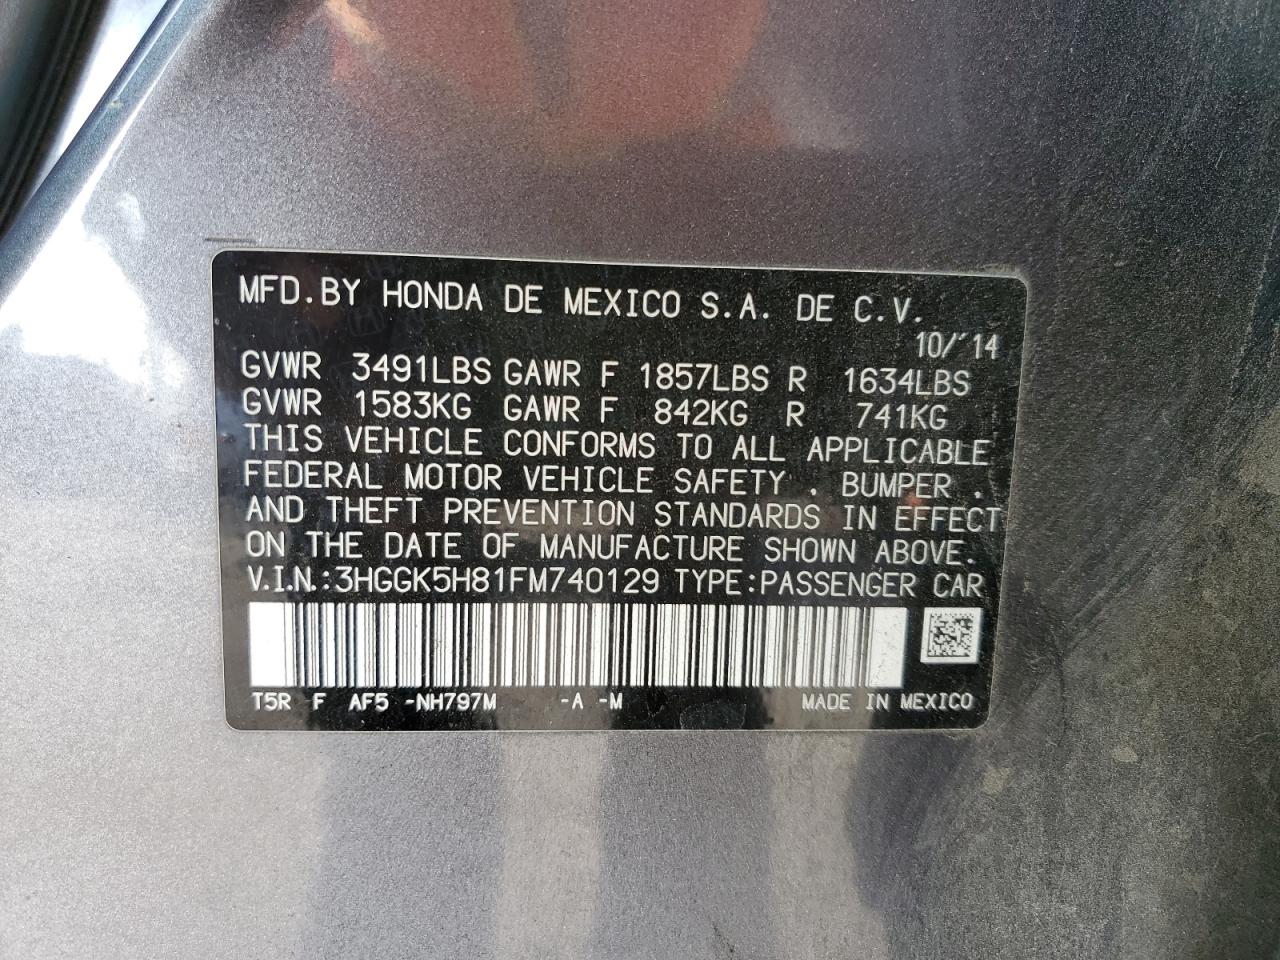 MFD.BY HONDA DE MEXICO S.A. DE C.V.
10/'14
GVWR 3491LBS GAWR F 1857LBS R 1634LBS
GVWR 1583KG GAWR F 842KG R 741KG
THIS VEHICLE CONFORMS TO ALL APPLICABLE
FEDERAL MOTOR VEHICLE SAFETY . BUMPER .
AND THEFT PREVENTION STANDARDS IN EFFECT
ON THE DATE OF MANUFACTURE SHOWN ABOVE.
V.I.N.:3HGGK5H81FM740129 TYPE:PASSENGER CAR
T5R F AF5 -NH797M -A -M MADE IN MEXICO